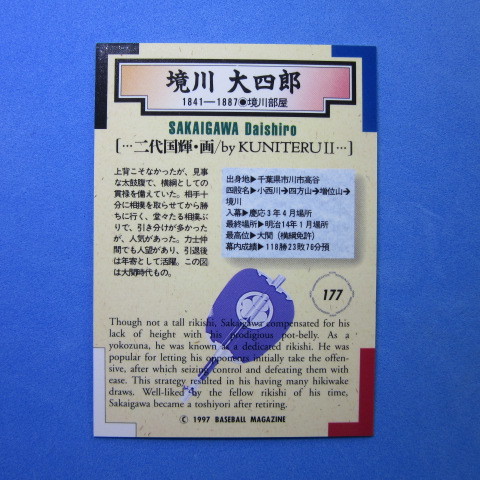 境川 大四郎
1841—1887◉境川部屋
SAKAIGAWA Daishiro
[…二代国輝・画/by KUNITERU II…]
上背こそなかったが、見事
な太鼓腹で、横綱としての
貫禄を備えていた。相手十
分に相撲を取らせてから勝
ちに行く、堂々たる相撲ぶ
りで、引き分けが多かった
が、人気があった。力士仲
間でも人望があり、引退後
は年寄として活躍。この図
は大関時代もの。
出身地▶千葉県市川市高谷
四股名▶小西川→四方山→増位山→
境川
入幕▶慶応3年4月場所
最終場所▶明治14年1月場所
最高位▶大関（横綱免許）
幕内成績▶118勝23敗76分預
177
Though not a tall rikishi, Sakaigawa compensated for his
lack of height with his prodigious pot-belly. As a
yokozuna, he was known as a dedicated rikishi. He was
popular for letting his opponents initially take the offen-
sive, after which seizing control and defeating them with
ease. This strategy resulted in his having many hikiwake
draws. Well-liked by the fellow rikishi of his time,
Sakaigawa became a toshiyori after retiring.
© 1997 BASEBALL MAGAZINE